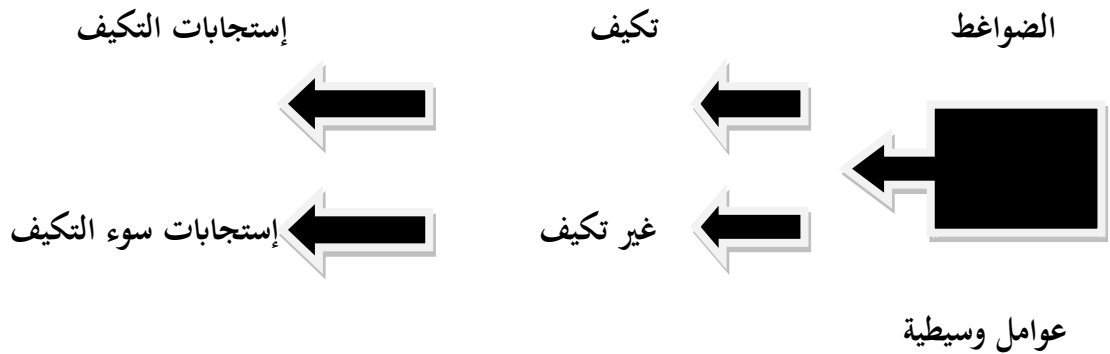 الضواغط تكيف إستجابات التكيف
غير تكيف إستجابات سوء التكيف
عوامل وسيطية